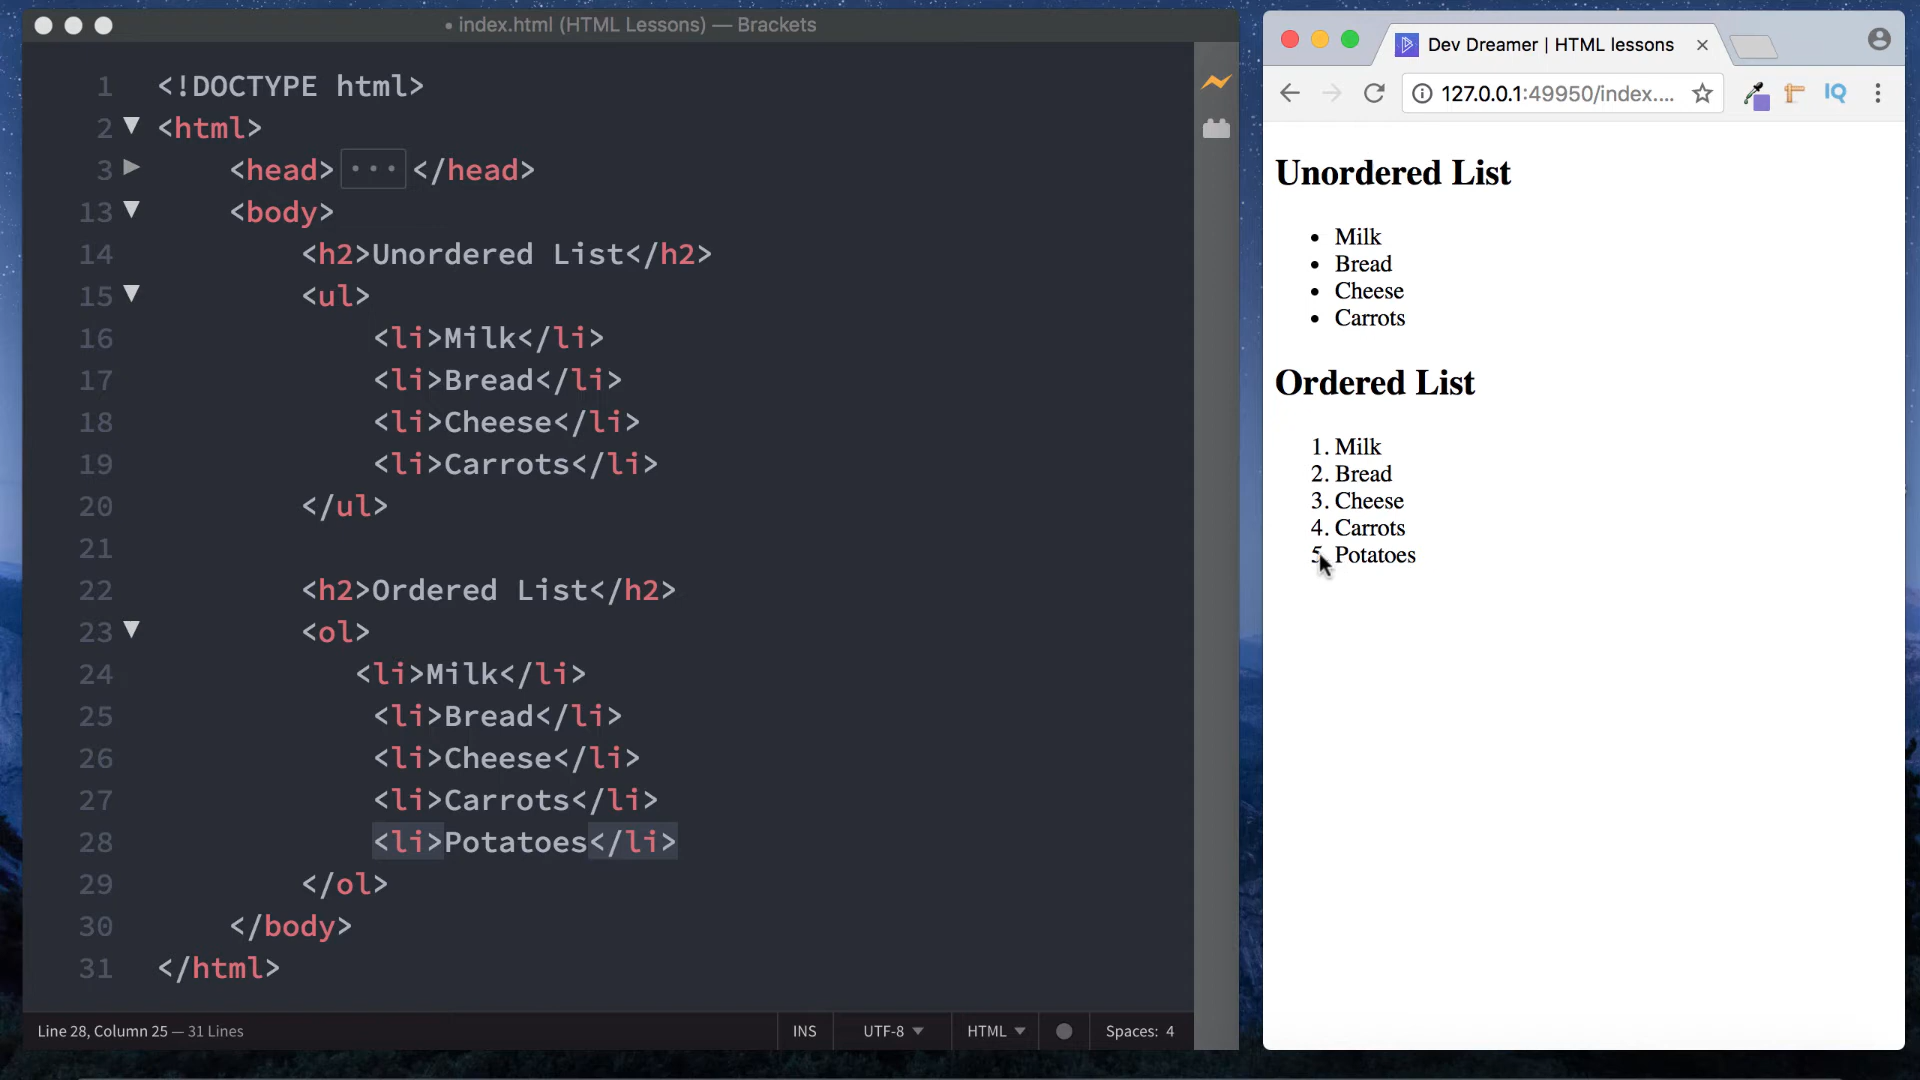 • index.html (HTML Lessons) — Brackets
1 <!DOCTYPE html>
2 <html>
3 <head>···</head>
13 <body>
14 <h2>Unordered List</h2>
15 <ul>
16 <li>Milk</li>
17 <li>Bread</li>
18 <li>Cheese</li>
19 <li>Carrots</li>
20 </ul>
21
22 <h2>Ordered List</h2>
23 <ol>
24 <li>Milk</li>
25 <li>Bread</li>
26 <li>Cheese</li>
27 <li>Carrots</li>
28 <li>Potatoes</li>
29 </ol>
30 </body>
31 </html>
Line 28, Column 25 — 31 Lines
INS UTF-8 HTML Spaces: 4
Dev Dreamer | HTML lessons
127.0.0.1:49950/index.... IQ
Unordered List
• Milk
• Bread
• Cheese
• Carrots
Ordered List
1. Milk
2. Bread
3. Cheese
4. Carrots
5. Potatoes